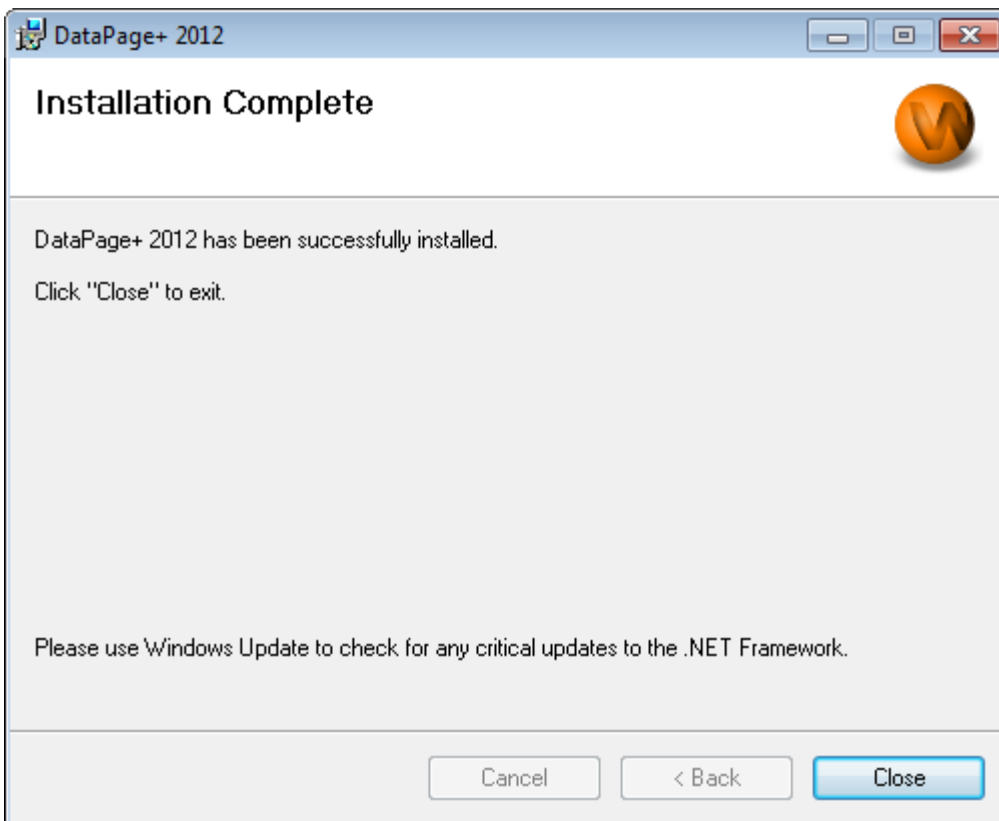 DataPage+ 2012
Installation Complete
W
DataPage+ 2012 has been successfully installed.
Click "Close" to exit.
Please use Windows Update to check for any critical updates to the .NET Framework.
Cancel
< Back
Close